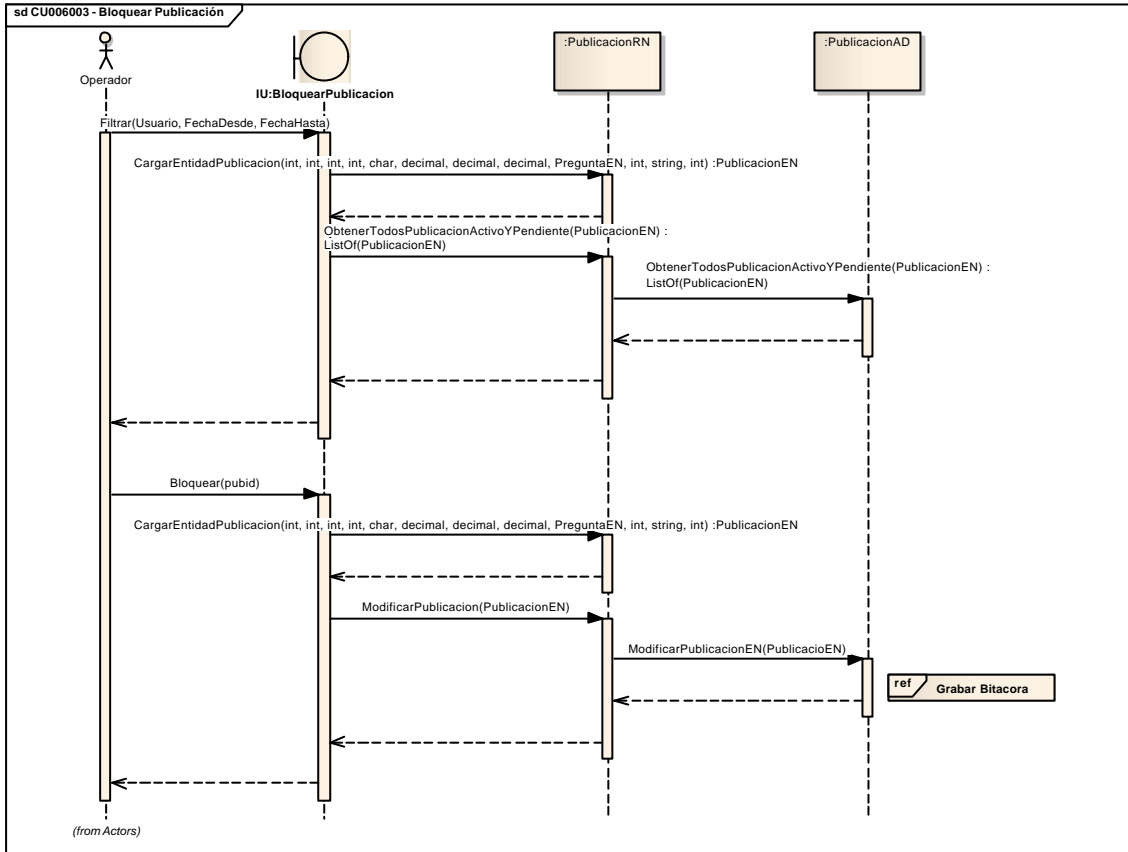 sd CU006003 - Bloquear Publicación
Operador
IU:BloquearPublicacion
:PublicacionRN
:PublicacionAD
Filtrar(Usuario, FechaDesde, FechaHasta)
CargarEntidadPublicacion(int, int, int, int, char, decimal, decimal, decimal, PreguntaEN, int, string, int) :PublicacionEN
ObtenerTodosPublicacionActivoYPendiente(PublicacionEN) :
ListOf(PublicacionEN)
ObtenerTodosPublicacionActivoYPendiente(PublicacionEN) :
ListOf(PublicacionEN)
Bloquear(pubid)
CargarEntidadPublicacion(int, int, int, int, char, decimal, decimal, decimal, PreguntaEN, int, string, int) :PublicacionEN
ModificarPublicacion(PublicacionEN)
ModificarPublicacionEN(PublicacioEN)
ref
Grabar Bitacora
(from Actors)